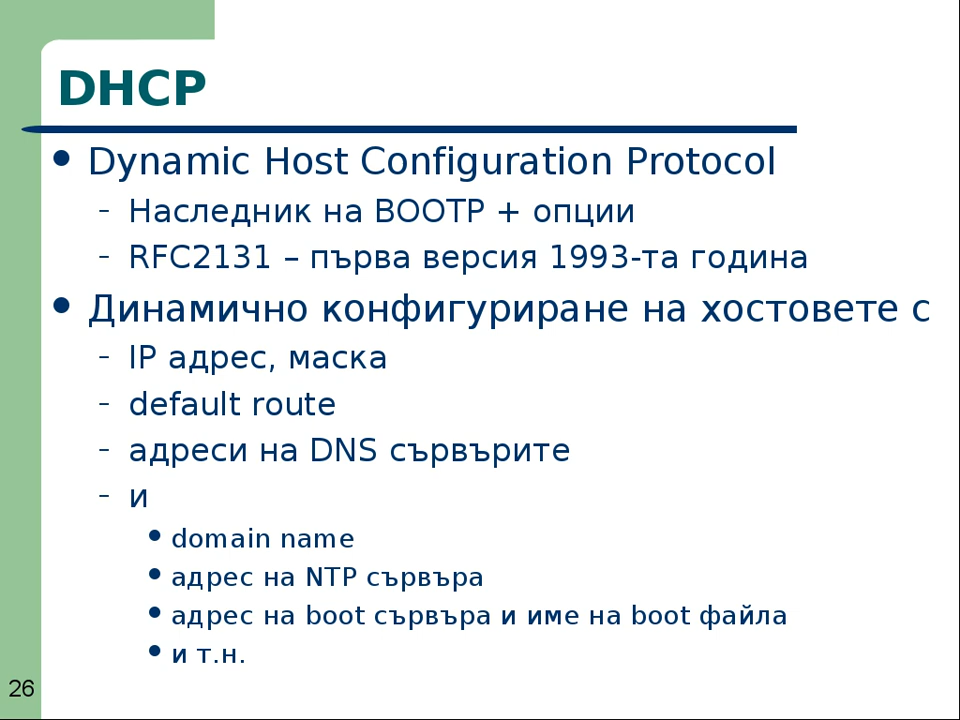 DHCP
Dynamic Host Configuration Protocol
– Наследник на BOOTP + опции
– RFC2131 – първа версия 1993-та година
Динамично конфигуриране на хостовете с
– IP адрес, маска
– default route
– адреси на DNS сървърите
– и
domain name
адрес на NTP сървъра
адрес на boot сървъра и име на boot файла
и т.н.
26